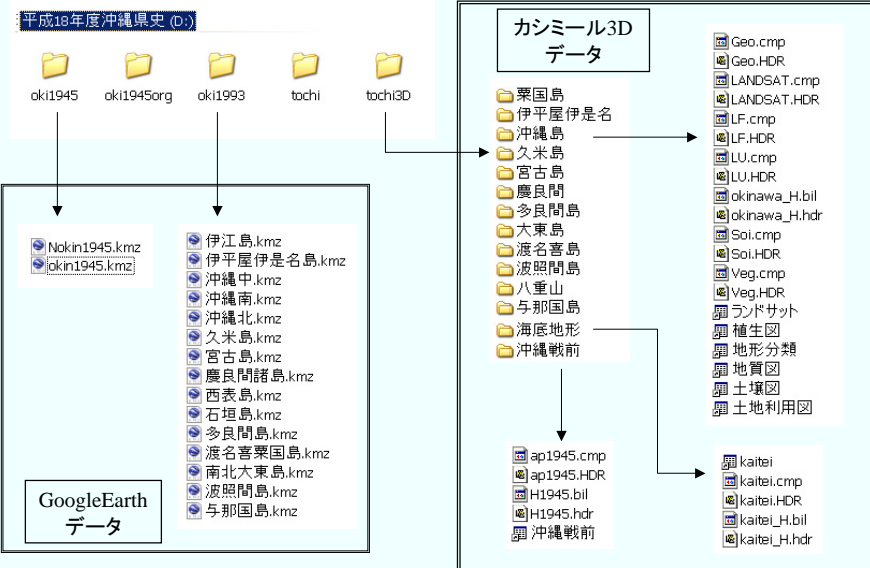 平成18年度沖縄県史 (D:)
oki1945
oki1945org
oki1993
tochi
tochi3D
Nokin1945.kmz
okin1945.kmz
伊江島.kmz
伊平屋伊是名島.kmz
沖縄中.kmz
沖縄南.kmz
沖縄北.kmz
久米島.kmz
宮古島.kmz
慶良間諸島.kmz
西表島.kmz
石垣島.kmz
多良間島.kmz
渡名喜粟国島.kmz
南北大東島.kmz
波照間島.kmz
与那国島.kmz
GoogleEarth
データ
カシミール3D
データ
粟国島
伊平屋伊是名
沖縄島
久米島
宮古島
慶良間
多良間島
大東島
渡名喜島
波照間島
八重山
与那国島
海底地形
沖縄戦前
Geo.cmp
Geo.HDR
LANDSAT.cmp
LANDSAT.HDR
LF.cmp
LF.HDR
LU.cmp
LU.HDR
okinawa_H.bil
okinawa_H.hdr
Soi.cmp
Soi.HDR
Veg.cmp
Veg.HDR
ランドサット
植生図
地形分類
地質図
土壌図
土地利用図
ap1945.cmp
ap1945.HDR
H1945.bil
H1945.hdr
沖縄戦前
kaitei
kaitei.cmp
kaitei.HDR
kaitei_H.bil
kaitei_H.hdr